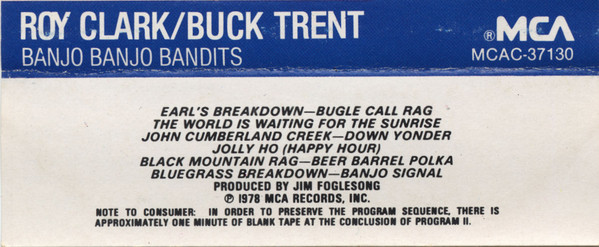 ROY CLARK/BUCK TRENT
BANJO BANJO BANDITS
®MCA
MCAC-37130
EARL'S BREAKDOWN—BUGLE CALL RAG
THE WORLD IS WAITING FOR THE SUNRISE
JOHN CUMBERLAND CREEK—DOWN YONDER
JOLLY HO (HAPPY HOUR)
BLACK MOUNTAIN RAG—BEER BARREL POLKA
BLUEGRASS BREAKDOWN—BANJO SIGNAL
PRODUCED BY JIM FOGLESONG
℗ 1978 MCA RECORDS, INC.
NOTE TO CONSUMER: IN ORDER TO PRESERVE THE PROGRAM SEQUENCE, THERE IS
APPROXIMATELY ONE MINUTE OF BLANK TAPE AT THE CONCLUSION OF PROGRAM II.